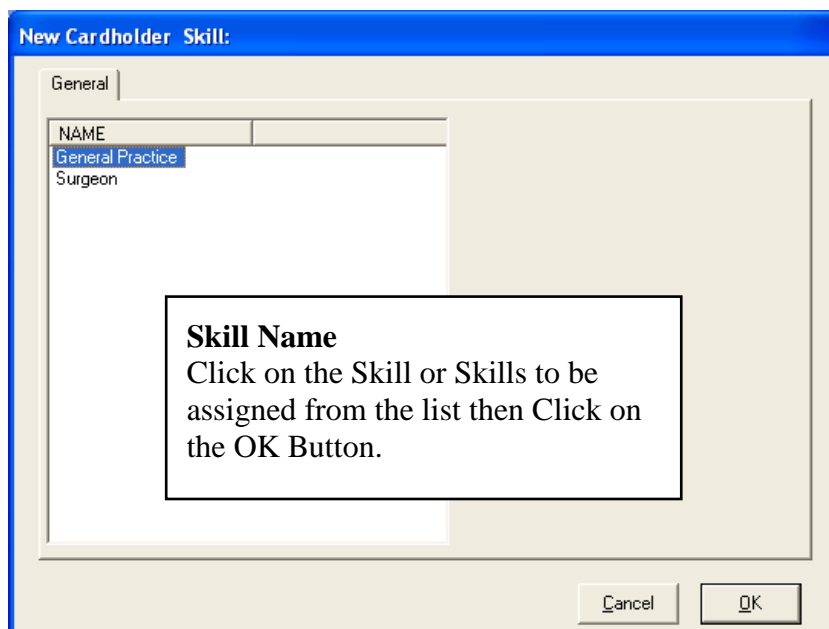 New Cardholder Skill:
General
NAME
General Practice
Surgeon
Skill Name
Click on the Skill or Skills to be
assigned from the list then Click on
the OK Button.
Cancel
OK